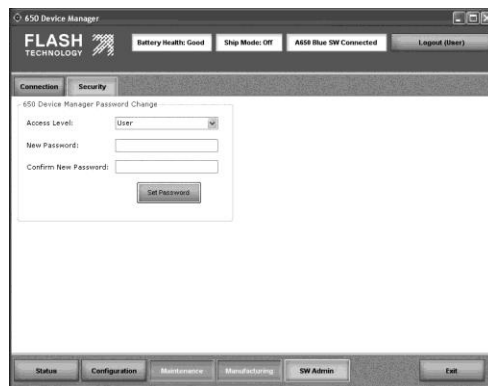 650 Device Manager
FLASH
TECHNOLOGY
Battery Health: Good
Ship Mode: Off
A650 Blue SW Connected
Logout (User)
Connection
Security
650 Device Manager Password Change
Access Level:
User
New Password:
Confirm New Password:
Set Password
Status
Configuration
Maintenance
Manufacturing
SW Admin
Exit